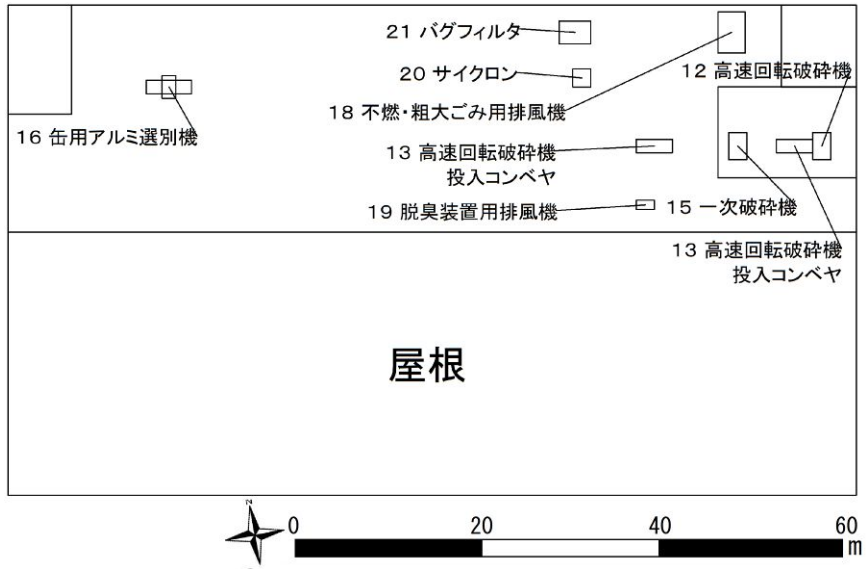 21 バグフィルタ
20 サイクロン
12 高速回転破砕機
18 不燃・粗大ごみ用排風機
16 缶用アルミ選別機
13 高速回転破砕機
投入コンベヤ
19 脱臭装置用排風機
15 一次破砕機
13 高速回転破砕機
投入コンベヤ
屋根
0 20 40 60
m